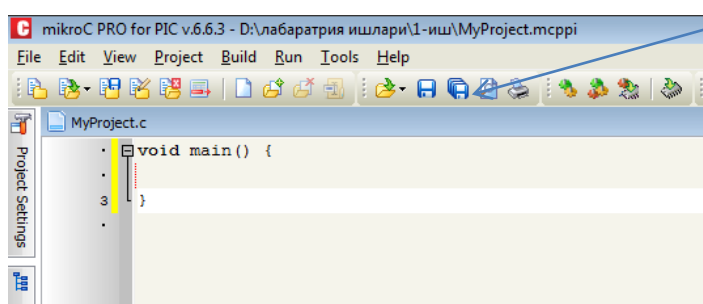 mikroC PRO for PIC v.6.6.3 - D:\лабаратрия ишлари\1-иш\MyProject.mcppi
File Edit View Project Build Run Tools Help
MyProject.c
void main() {
3 }
Project Settings